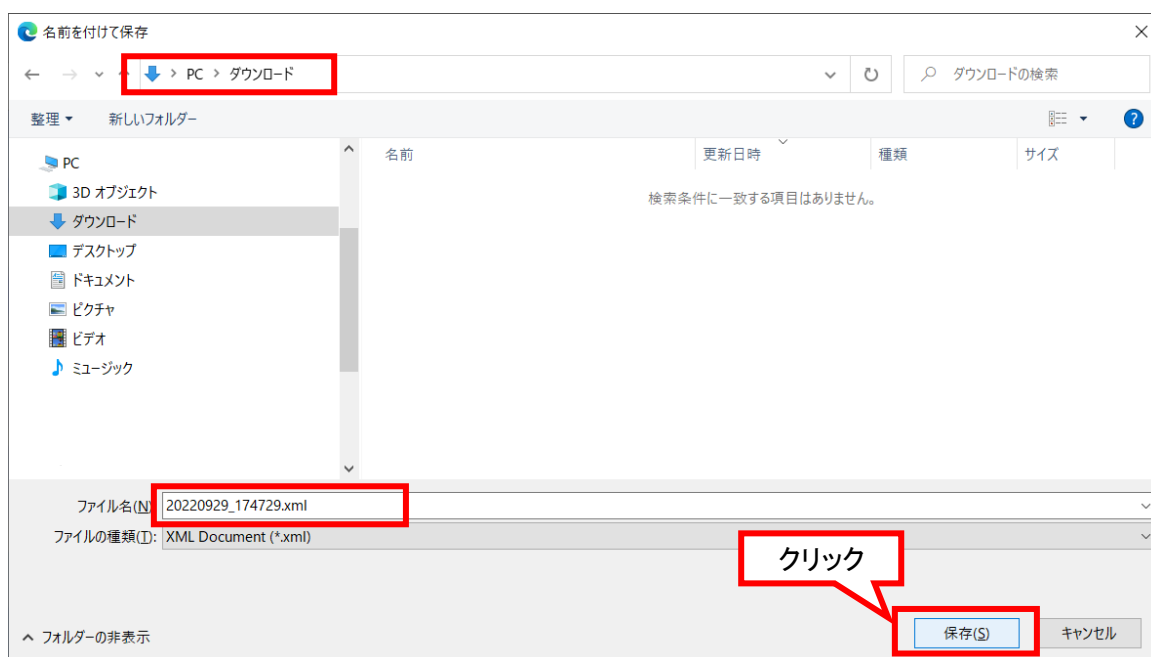 名前を付けて保存
PC > ダウンロード
ダウンロードの検索
整理
新しいフォルダー
名前 更新日時 種類 サイズ
検索条件に一致する項目はありません。
PC
3D オブジェクト
ダウンロード
デスクトップ
ドキュメント
ピクチャ
ビデオ
ミュージック
ファイル名(N) 20220929_174729.xml
ファイルの種類(T): XML Document (*.xml)
クリック
フォルダーの非表示
保存(S)
キャンセル